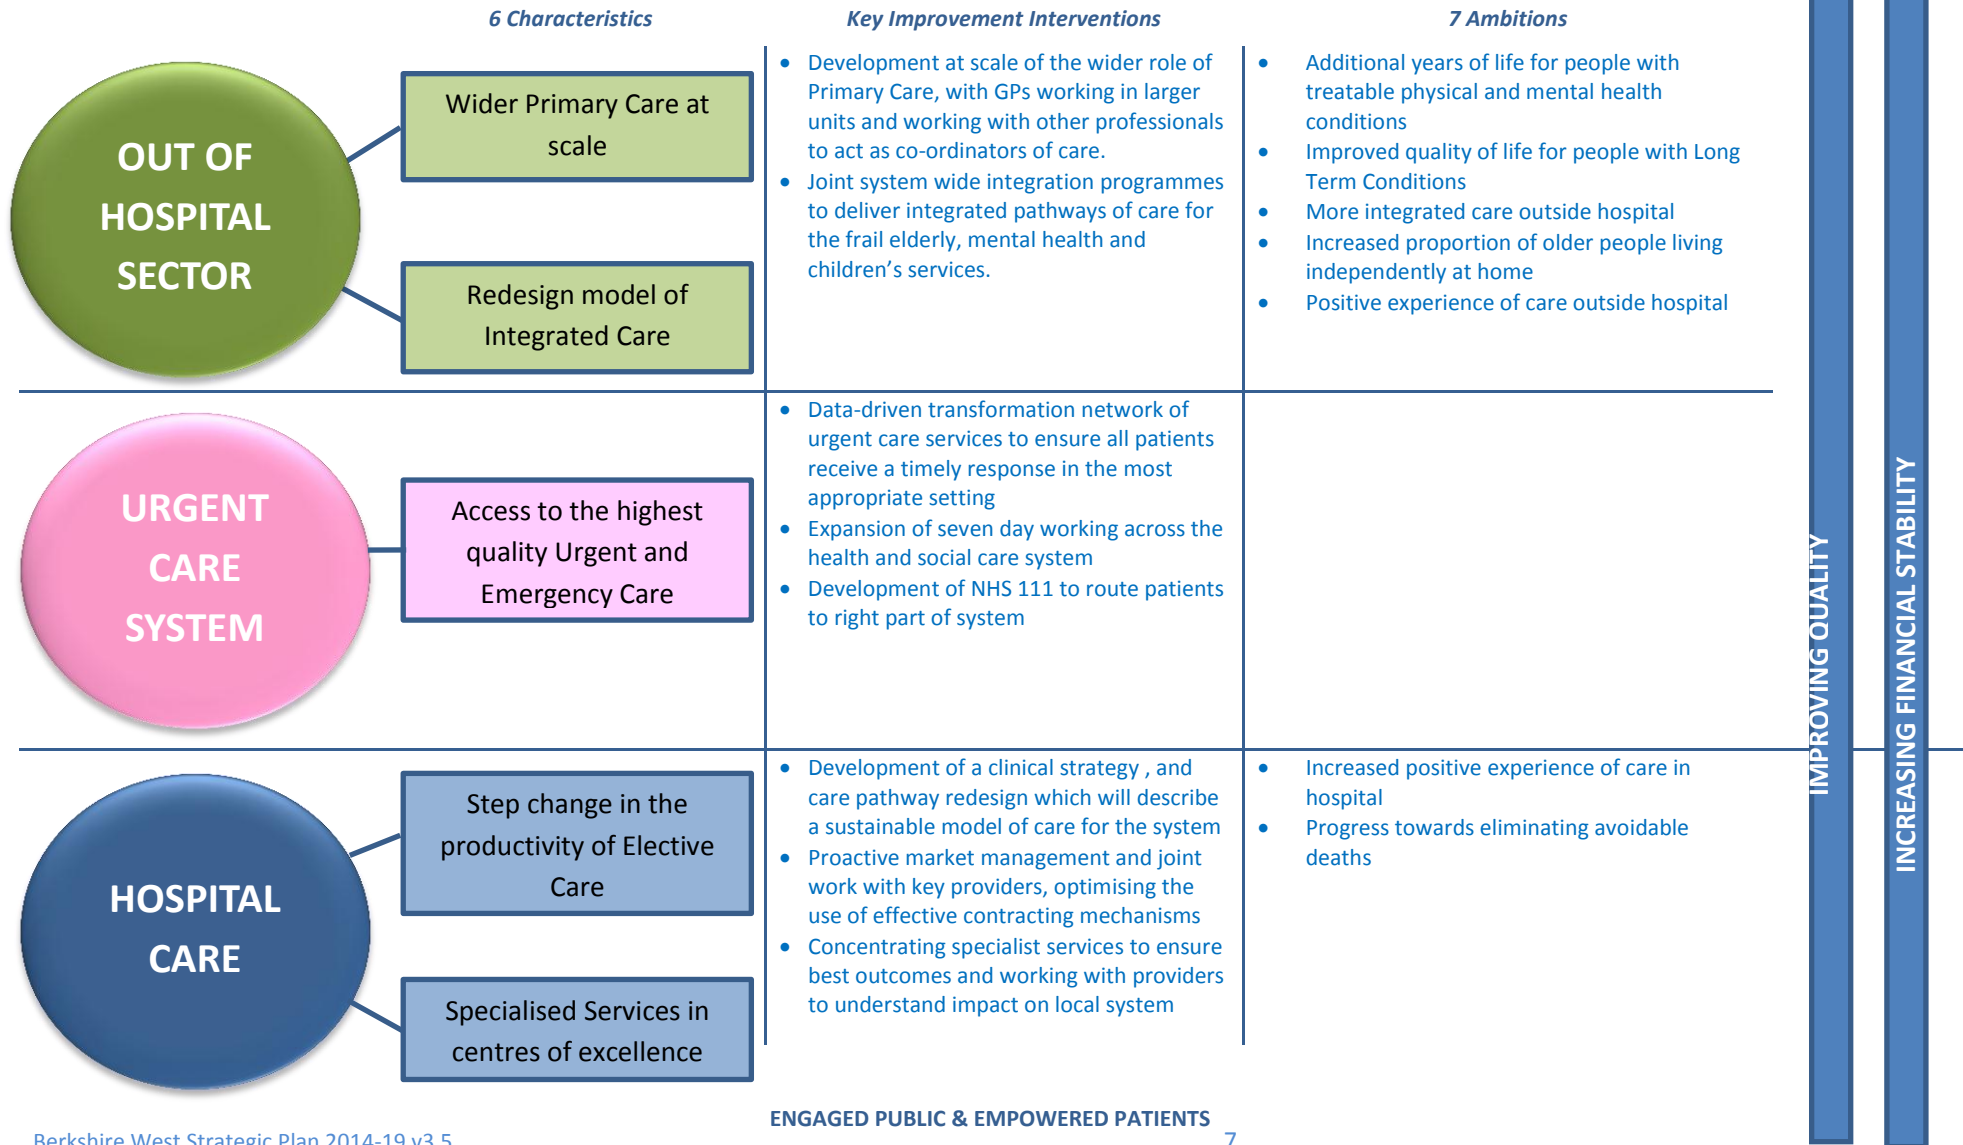 6 Characteristics
Key Improvement Interventions
7 Ambitions
OUT OF
HOSPITAL
SECTOR
Wider Primary Care at
scale
Redesign model of
Integrated Care
• Development at scale of the wider role of
Primary Care, with GPs working in larger
units and working with other professionals
to act as co-ordinators of care.
• Joint system wide integration programmes
to deliver integrated pathways of care for
the frail elderly, mental health and
children’s services.
• Additional years of life for people with
treatable physical and mental health
conditions
• Improved quality of life for people with Long
Term Conditions
• More integrated care outside hospital
• Increased proportion of older people living
independently at home
• Positive experience of care outside hospital
URGENT
CARE
SYSTEM
Access to the highest
quality Urgent and
Emergency Care
• Data-driven transformation network of
urgent care services to ensure all patients
receive a timely response in the most
appropriate setting
• Expansion of seven day working across the
health and social care system
• Development of NHS 111 to route patients
to right part of system
HOSPITAL
CARE
Step change in the
productivity of Elective
Care
Specialised Services in
centres of excellence
• Development of a clinical strategy , and
care pathway redesign which will describe
a sustainable model of care for the system
• Proactive market management and joint
work with key providers, optimising the
use of effective contracting mechanisms
• Concentrating specialist services to ensure
best outcomes and working with providers
to understand impact on local system
• Increased positive experience of care in
hospital
• Progress towards eliminating avoidable
deaths
IMPROVING QUALITY
INCREASING FINANCIAL STABILITY
ENGAGED PUBLIC & EMPOWERED PATIENTS
Berkshire West Strategic Plan 2014-19 v3.5
7